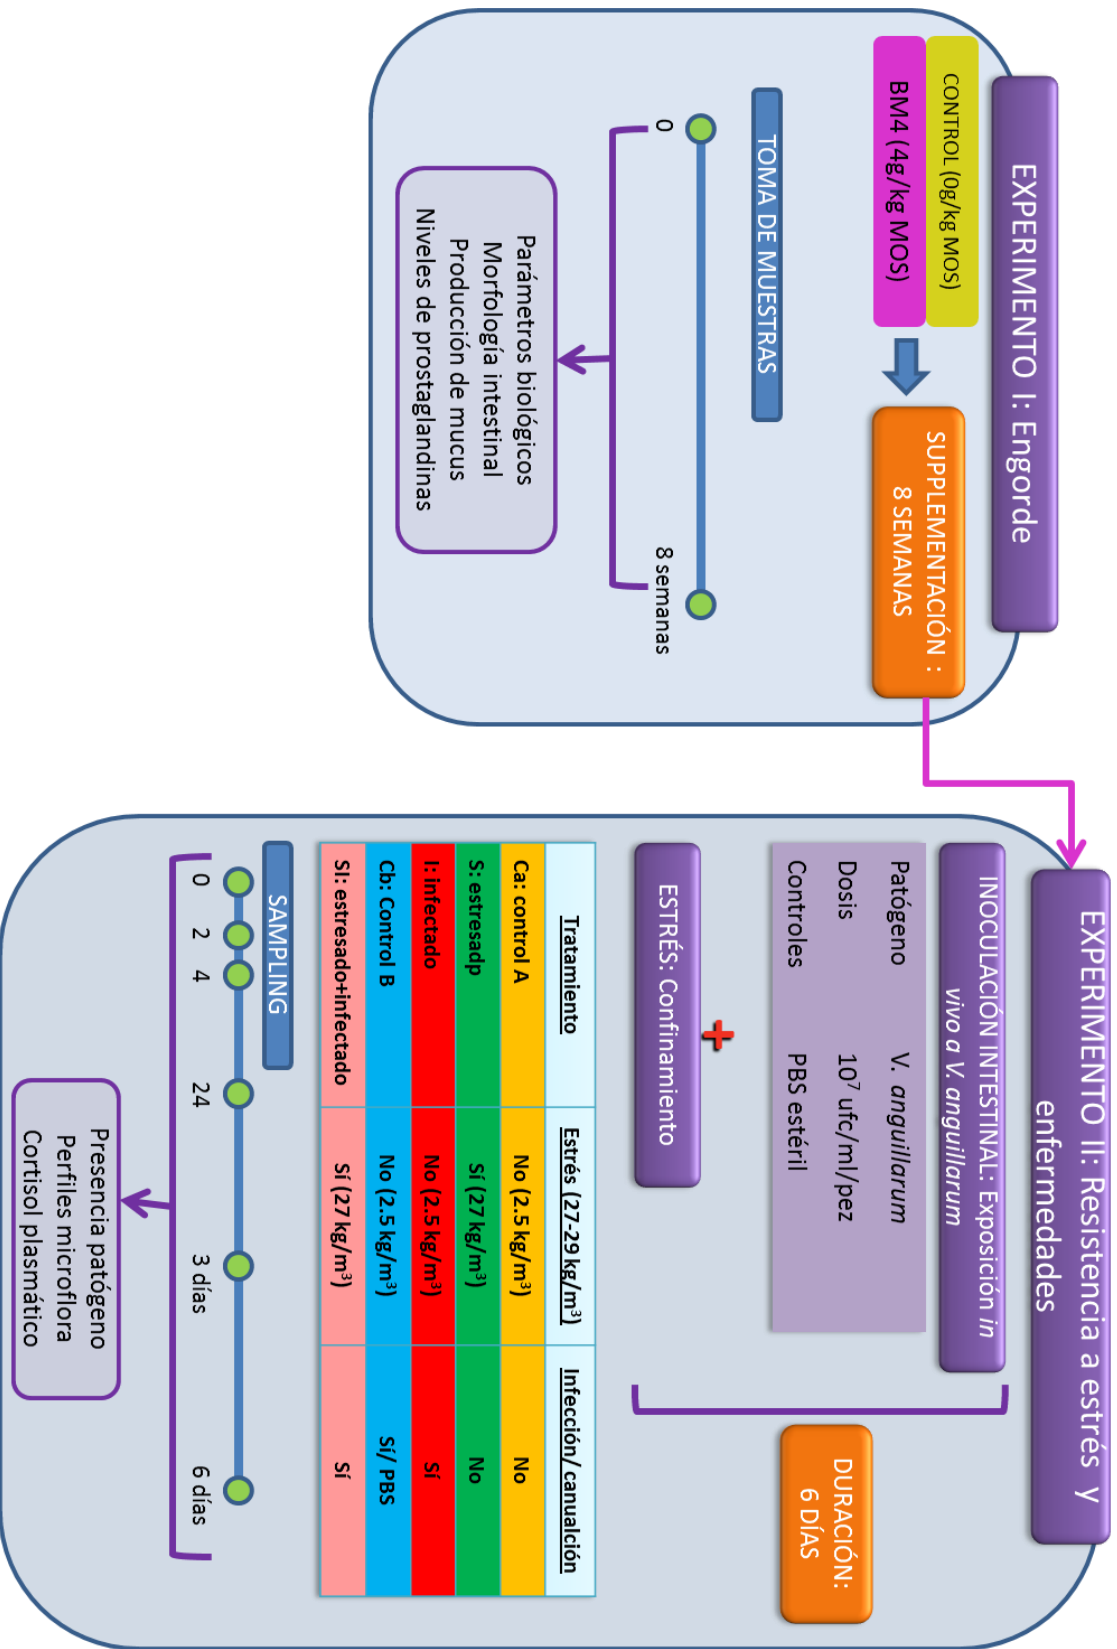 EXPERIMENTO I: Engorde
CONTROL (0g/kg MOS)
BM4 (4g/kg MOS)
SUPPLEMENTACIÓN :
8 SEMANAS
TOMA DE MUESTRAS
0
8 semanas
Parámetros biológicos
Morfología intestinal
Producción de mucus
Niveles de prostaglandinas
EXPERIMENTO II: Resistencia a estrés y
enfermedades
INOCULACIÓN INTESTINAL: Exposición in
vivo a V. anguillarum
Patógeno V. anguillarum
Dosis 10⁷ ufc/ml/pez
Controles PBS estéril
DURACIÓN:
6 DÍAS
+
ESTRÉS: Confinamiento
Tratamiento Estrés (27-29 kg/m³) Infección/ canualción
Ca: control A No (2.5 kg/m³) No
S: estresadp Sí (27 kg/m³) No
I: infectado No (2.5 kg/m³) Sí
Cb: Control B No (2.5 kg/m³) Sí/ PBS
SI: estresado+infectado Sí (27 kg/m³) Sí
SAMPLING
0 2 4 24 3 días 6 días
Presencia patógeno
Perfiles microflora
Cortisol plasmático